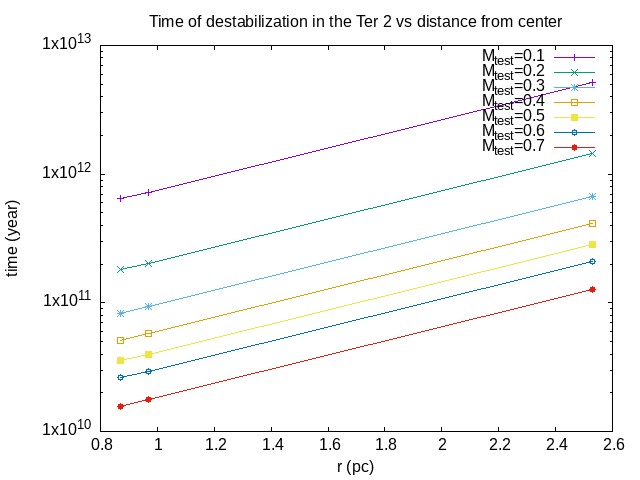 Time of destabilization in the Ter 2 vs distance from center
1x10^13
1x10^12
1x10^11
1x10^10
time (year)
M_test=0.1
M_test=0.2
M_test=0.3
M_test=0.4
M_test=0.5
M_test=0.6
M_test=0.7
0.8 1 1.2 1.4 1.6 1.8 2 2.2 2.4 2.6
r (pc)